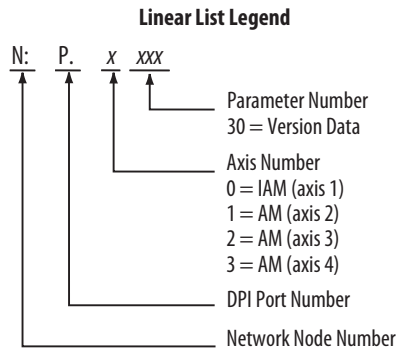 Linear List Legend
N: P. x xxx
Parameter Number
30 = Version Data
Axis Number
0 = IAM (axis 1)
1 = AM (axis 2)
2 = AM (axis 3)
3 = AM (axis 4)
DPI Port Number
Network Node Number